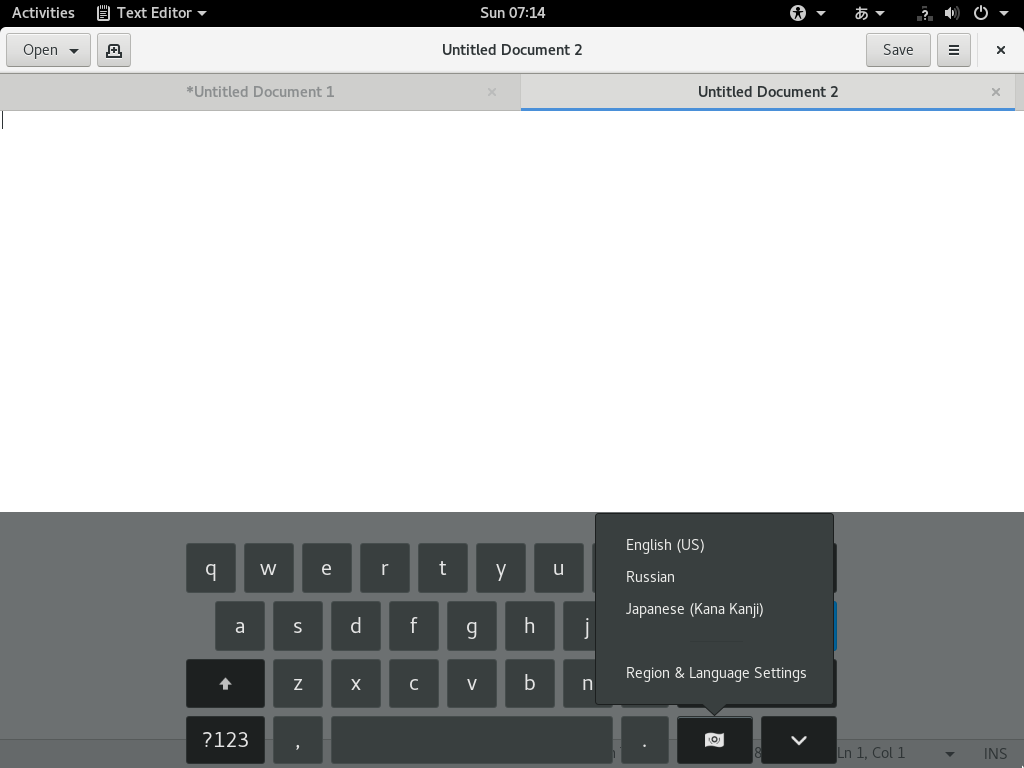 Activities Text Editor Sun 07:14 あ
Open Untitled Document 2 Save
*Untitled Document 1 Untitled Document 2
q w e r t y u
a s d f g h j
z x c v b n
?123 , .
English (US)
Russian
Japanese (Kana Kanji)
Region & Language Settings
Ln 1, Col 1 INS